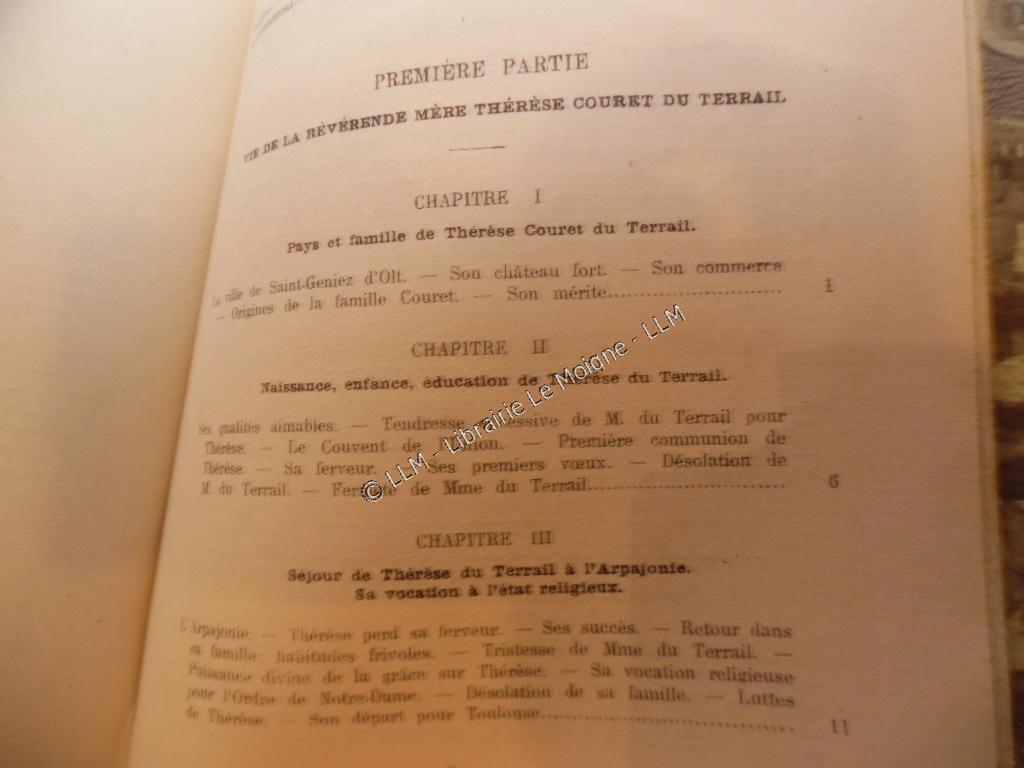 PREMIÈRE PARTIE
VIE DE LA RÉVÉRENDE MÈRE THÉRÈSE COURET DU TERRAIL
CHAPITRE I
Pays et famille de Thérèse Couret du Terrail.
La ville de Saint-Geniez d'Olt. — Son château fort. — Son commerce
— Origines de la famille Couret. — Son mérite............................ 1
CHAPITRE II
Naissance, enfance, éducation de Thérèse du Terrail.
Ses qualités aimables. — Tendresse excessive de M. du Terrail pour
Thérèse. — Le Couvent de — Première communion de
Thérèse. — Sa ferveur. — Ses premiers vœux. — Désolation de
M. du Terrail. — Fermeté de Mme du Terrail............................ 6
CHAPITRE III
Séjour de Thérèse du Terrail à l'Arpajonie.
Sa vocation à l'état religieux.
L'Arpajonie. — Thérèse perd sa ferveur. — Ses succès. — Retour dans
sa famille; habitudes frivoles. — Tristesse de Mme du Terrail. —
Puissance divine de la grâce sur Thérèse. — Sa vocation religieuse
pour l'Ordre de Notre-Dame. — Désolation de sa famille. — Luttes
de Thérèse. — Son départ pour Toulouse............................ 11
© LLM - Librairie Le Moigne - LLM